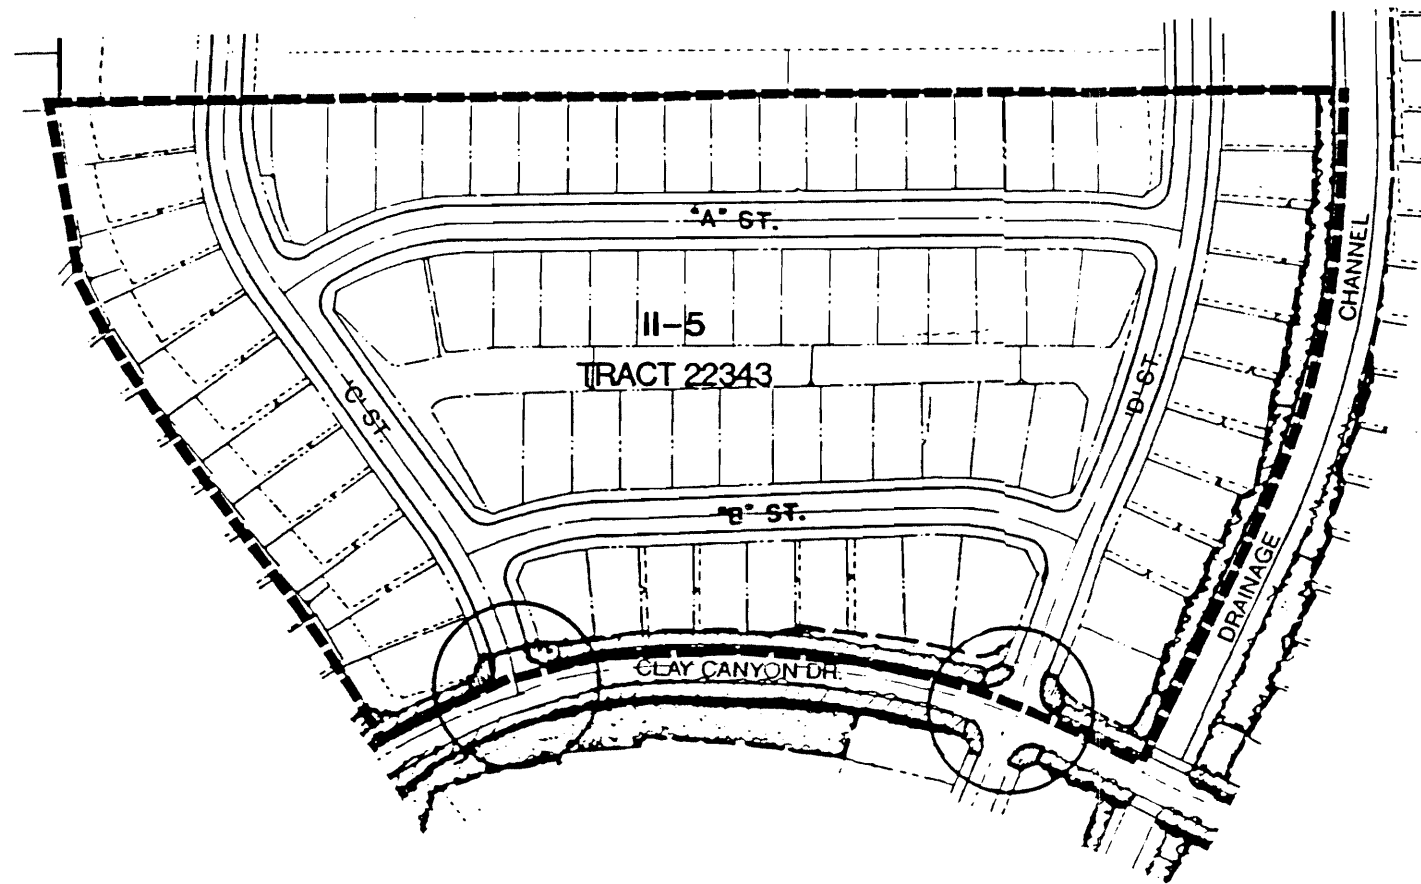 "A" ST.
CHANNEL
II-5
TRACT 22343
'C' ST.
'D' ST.
"B" ST.
DRAINAGE
CLAY CANYON DR.